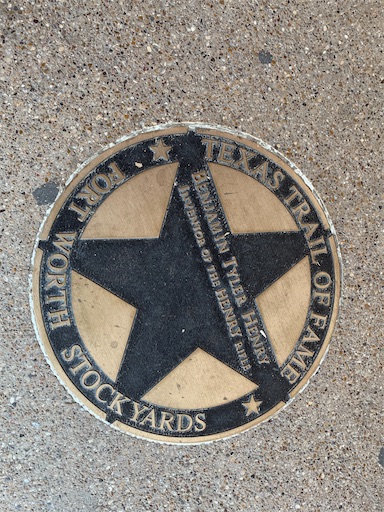 TEXAS TRAIL OF FAME
BENJAMIN TYLER HENRY
INVENTOR OF THE HENRY RIFLE
FORT WORTH STOCKYARDS